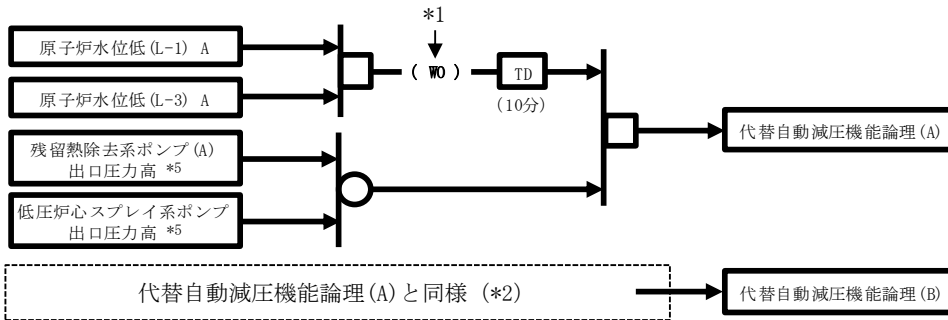 *1
原子炉水位低(L-1) A
原子炉水位低(L-3) A
( WO )
TD
(10分)
代替自動減圧機能論理(A)
残留熱除去系ポンプ(A)
出口圧力高 *5
低圧炉心スプレイ系ポンプ
出口圧力高 *5
代替自動減圧機能論理(A)と同様 (*2)
代替自動減圧機能論理(B)